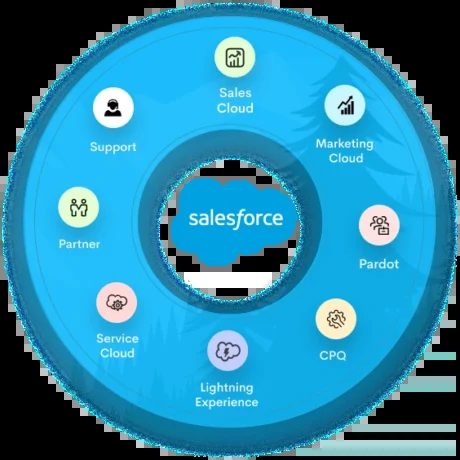 Sales
Cloud
Marketing
Cloud
Pardot
CPQ
Lightning
Experience
Service
Cloud
Partner
Support
salesforce